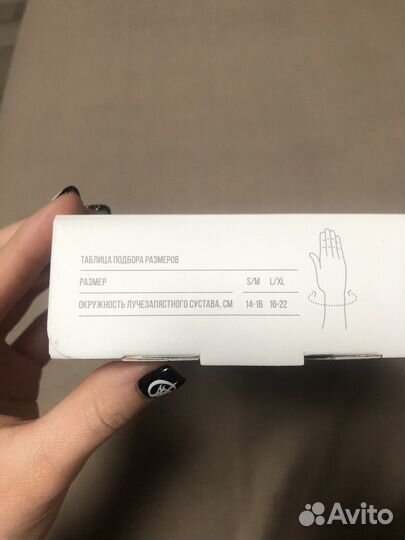 ТАБЛИЦА ПОДБОРА РАЗМЕРОВ
РАЗМЕР S/M L/XL
ОКРУЖНОСТЬ ЛУЧЕЗАПЯСТНОГО СУСТАВА, СМ 14-16 16-22
Avito